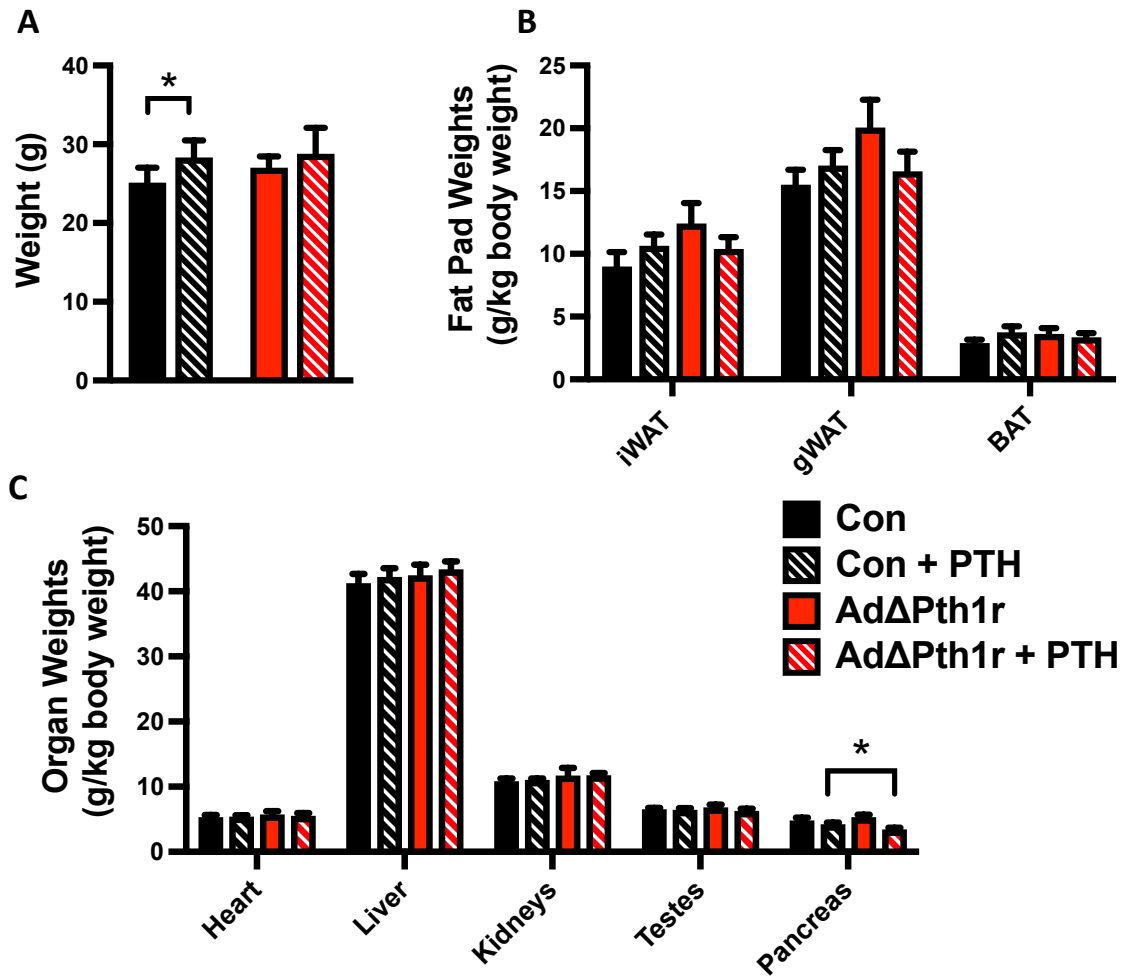 A
Weight (g)
40
30
20
10
0
*
B
Fat Pad Weights
(g/kg body weight)
25
20
15
10
5
0
iWAT
gWAT
BAT
C
Organ Weights
(g/kg body weight)
50
40
30
20
10
0
*
Heart
Liver
Kidneys
Testes
Pancreas
Con
Con + PTH
AdΔPth1r
AdΔPth1r + PTH